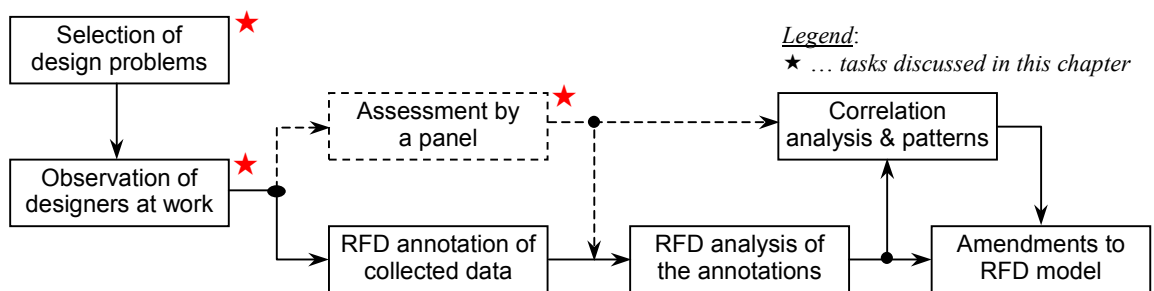 Selection of
design problems
Legend:
★ … tasks discussed in this chapter
Assessment by
a panel
Correlation
analysis & patterns
Observation of
designers at work
RFD annotation of
collected data
RFD analysis of
the annotations
Amendments to
RFD model